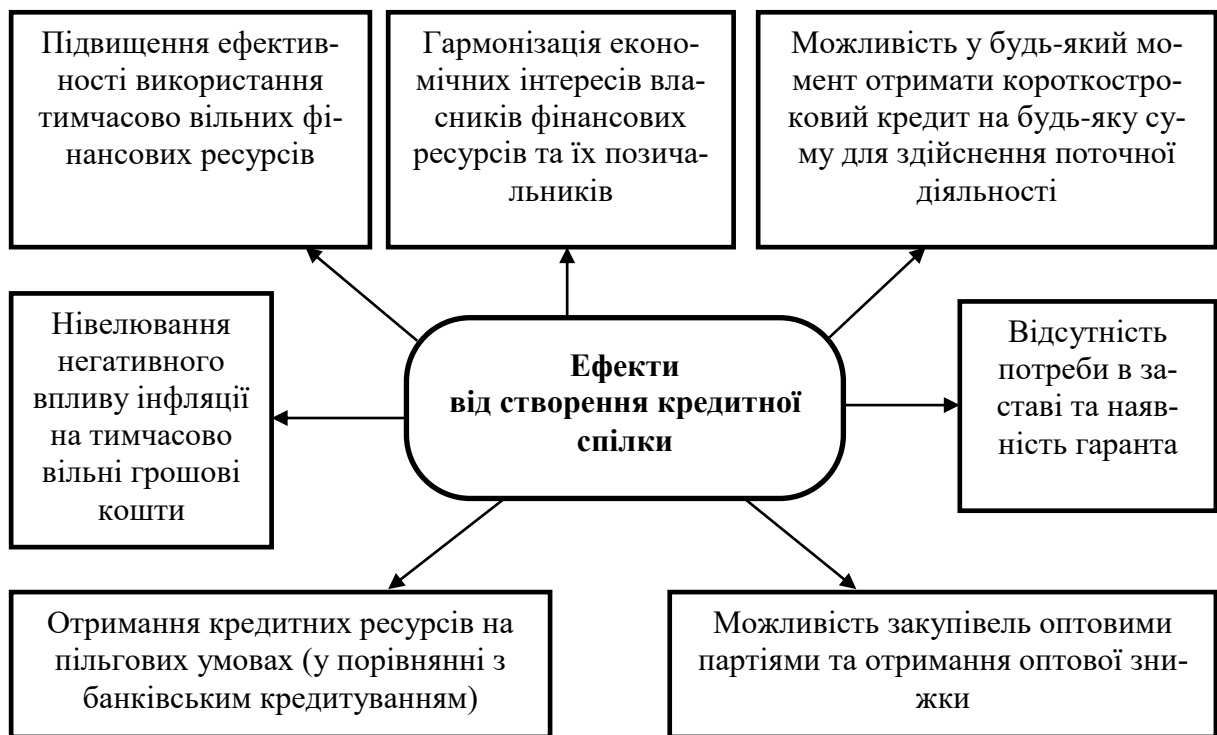 Підвищення ефектив-
ності використання
тимчасово вільних фі-
нансових ресурсів
Гармонізація еконо-
мічних інтересів вла-
сників фінансових
ресурсів та їх позича-
льників
Можливість у будь-який мо-
мент отримати короткостро-
ковий кредит на будь-яку су-
му для здійснення поточної
діяльності
Нівелювання
негативного
впливу інфляції
на тимчасово
вільні грошові
кошти
Ефекти
від створення кредитної
спілки
Відсутність
потреби в за-
ставі та наяв-
ність гаранта
Отримання кредитних ресурсів на
пільгових умовах (у порівнянні з
банківським кредитуванням)
Можливість закупівель оптовими
партіями та отримання оптової зни-
жки